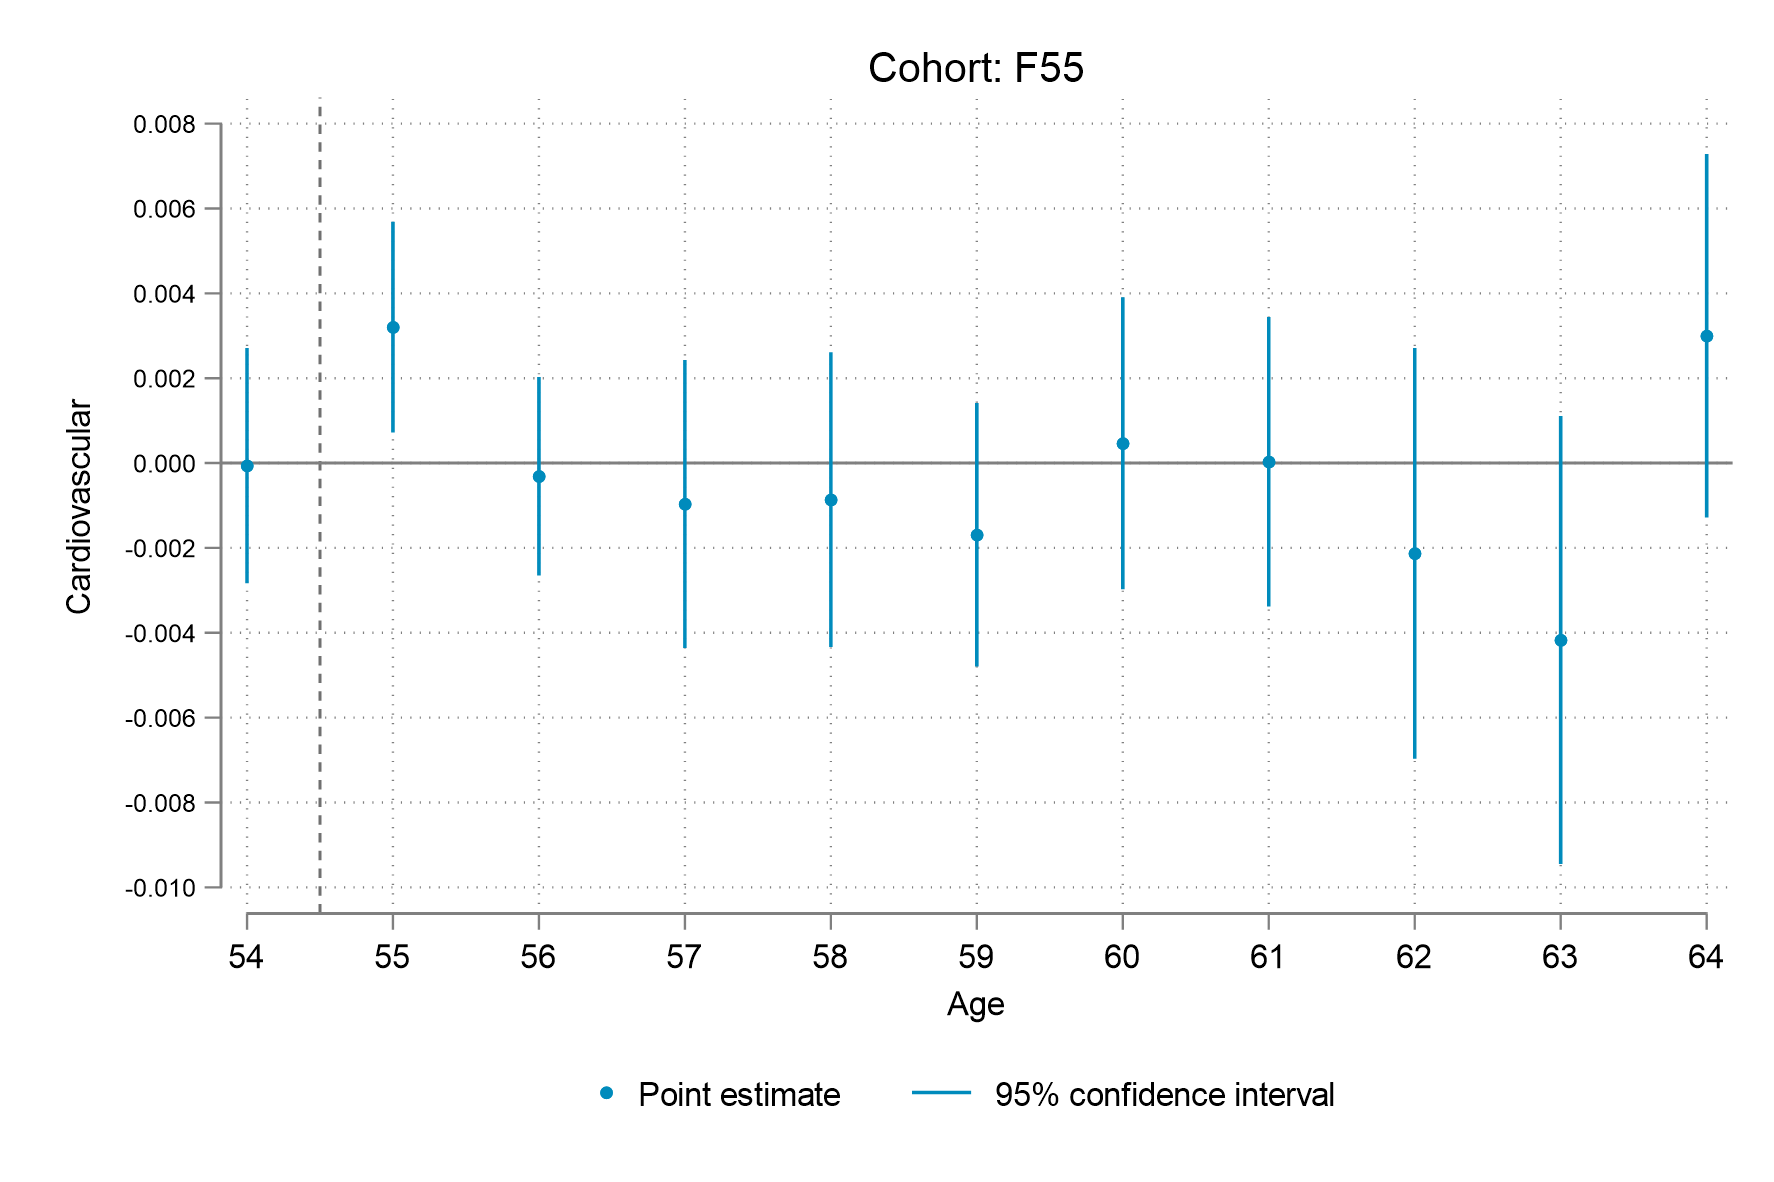 Cohort: F55
0.008
0.006
0.004
0.002
0.000
-0.002
-0.004
-0.006
-0.008
-0.010
Cardiovascular
54 55 56 57 58 59 60 61 62 63 64
Age
Point estimate 95% confidence interval